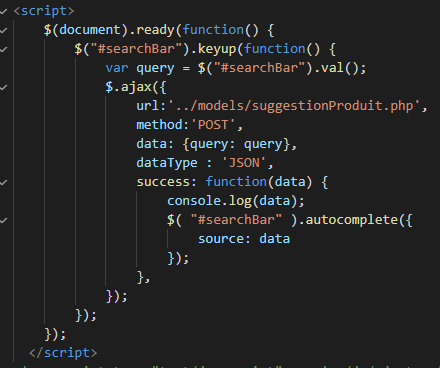 <script>
$(document).ready(function() {
$("#searchBar").keyup(function() {
var query = $("#searchBar").val();
$.ajax({
url:'../models/suggestionProduit.php',
method:'POST',
data: {query: query},
dataType : 'JSON',
success: function(data) {
console.log(data);
$( "#searchBar" ).autocomplete({
source: data
});
},
});
});
});
</script>